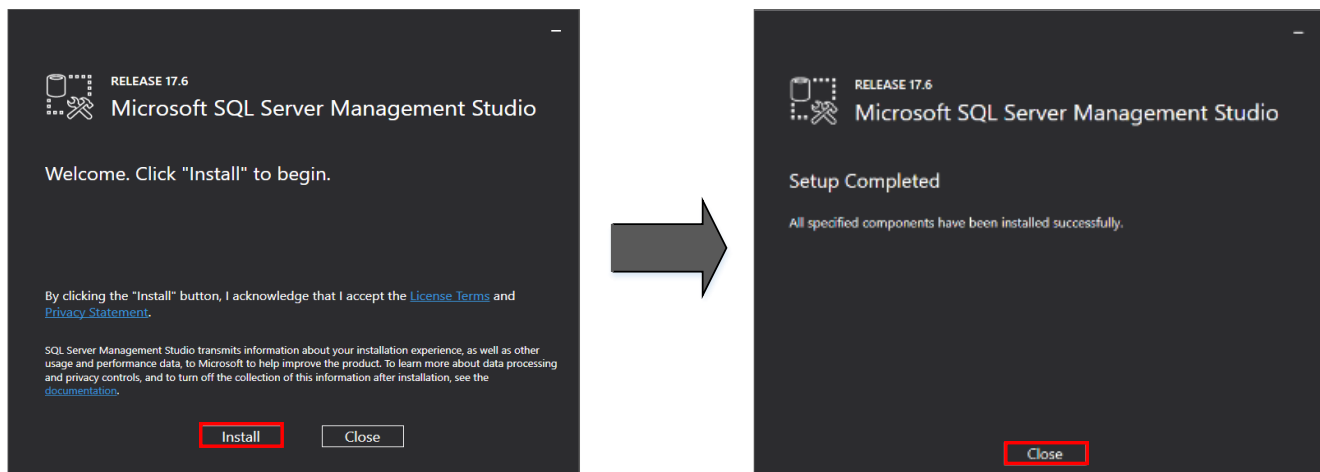 RELEASE 17.6
Microsoft SQL Server Management Studio
Welcome. Click "Install" to begin.
By clicking the "Install" button, I acknowledge that I accept the License Terms and
Privacy Statement.
SQL Server Management Studio transmits information about your installation experience, as well as other
usage and performance data, to Microsoft to help improve the product. To learn more about data processing
and privacy controls, and to turn off the collection of this information after installation, see the
documentation.
Install
Close
RELEASE 17.6
Microsoft SQL Server Management Studio
Setup Completed
All specified components have been installed successfully.
Close